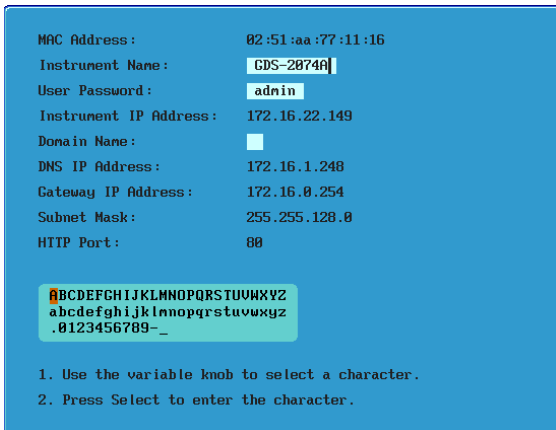 MAC Address: 02:51:aa:77:11:16
Instrument Name: GDS-2074A
User Password: admin
Instrument IP Address: 172.16.22.149
Domain Name:
DNS IP Address: 172.16.1.248
Gateway IP Address: 172.16.0.254
Subnet Mask: 255.255.128.0
HTTP Port: 80
ABCDEFGHIJKLMNOPQRSTUVWXYZ
abcdefghijklmnopqrstuvwxyz
.0123456789-_
1. Use the variable knob to select a character.
2. Press Select to enter the character.